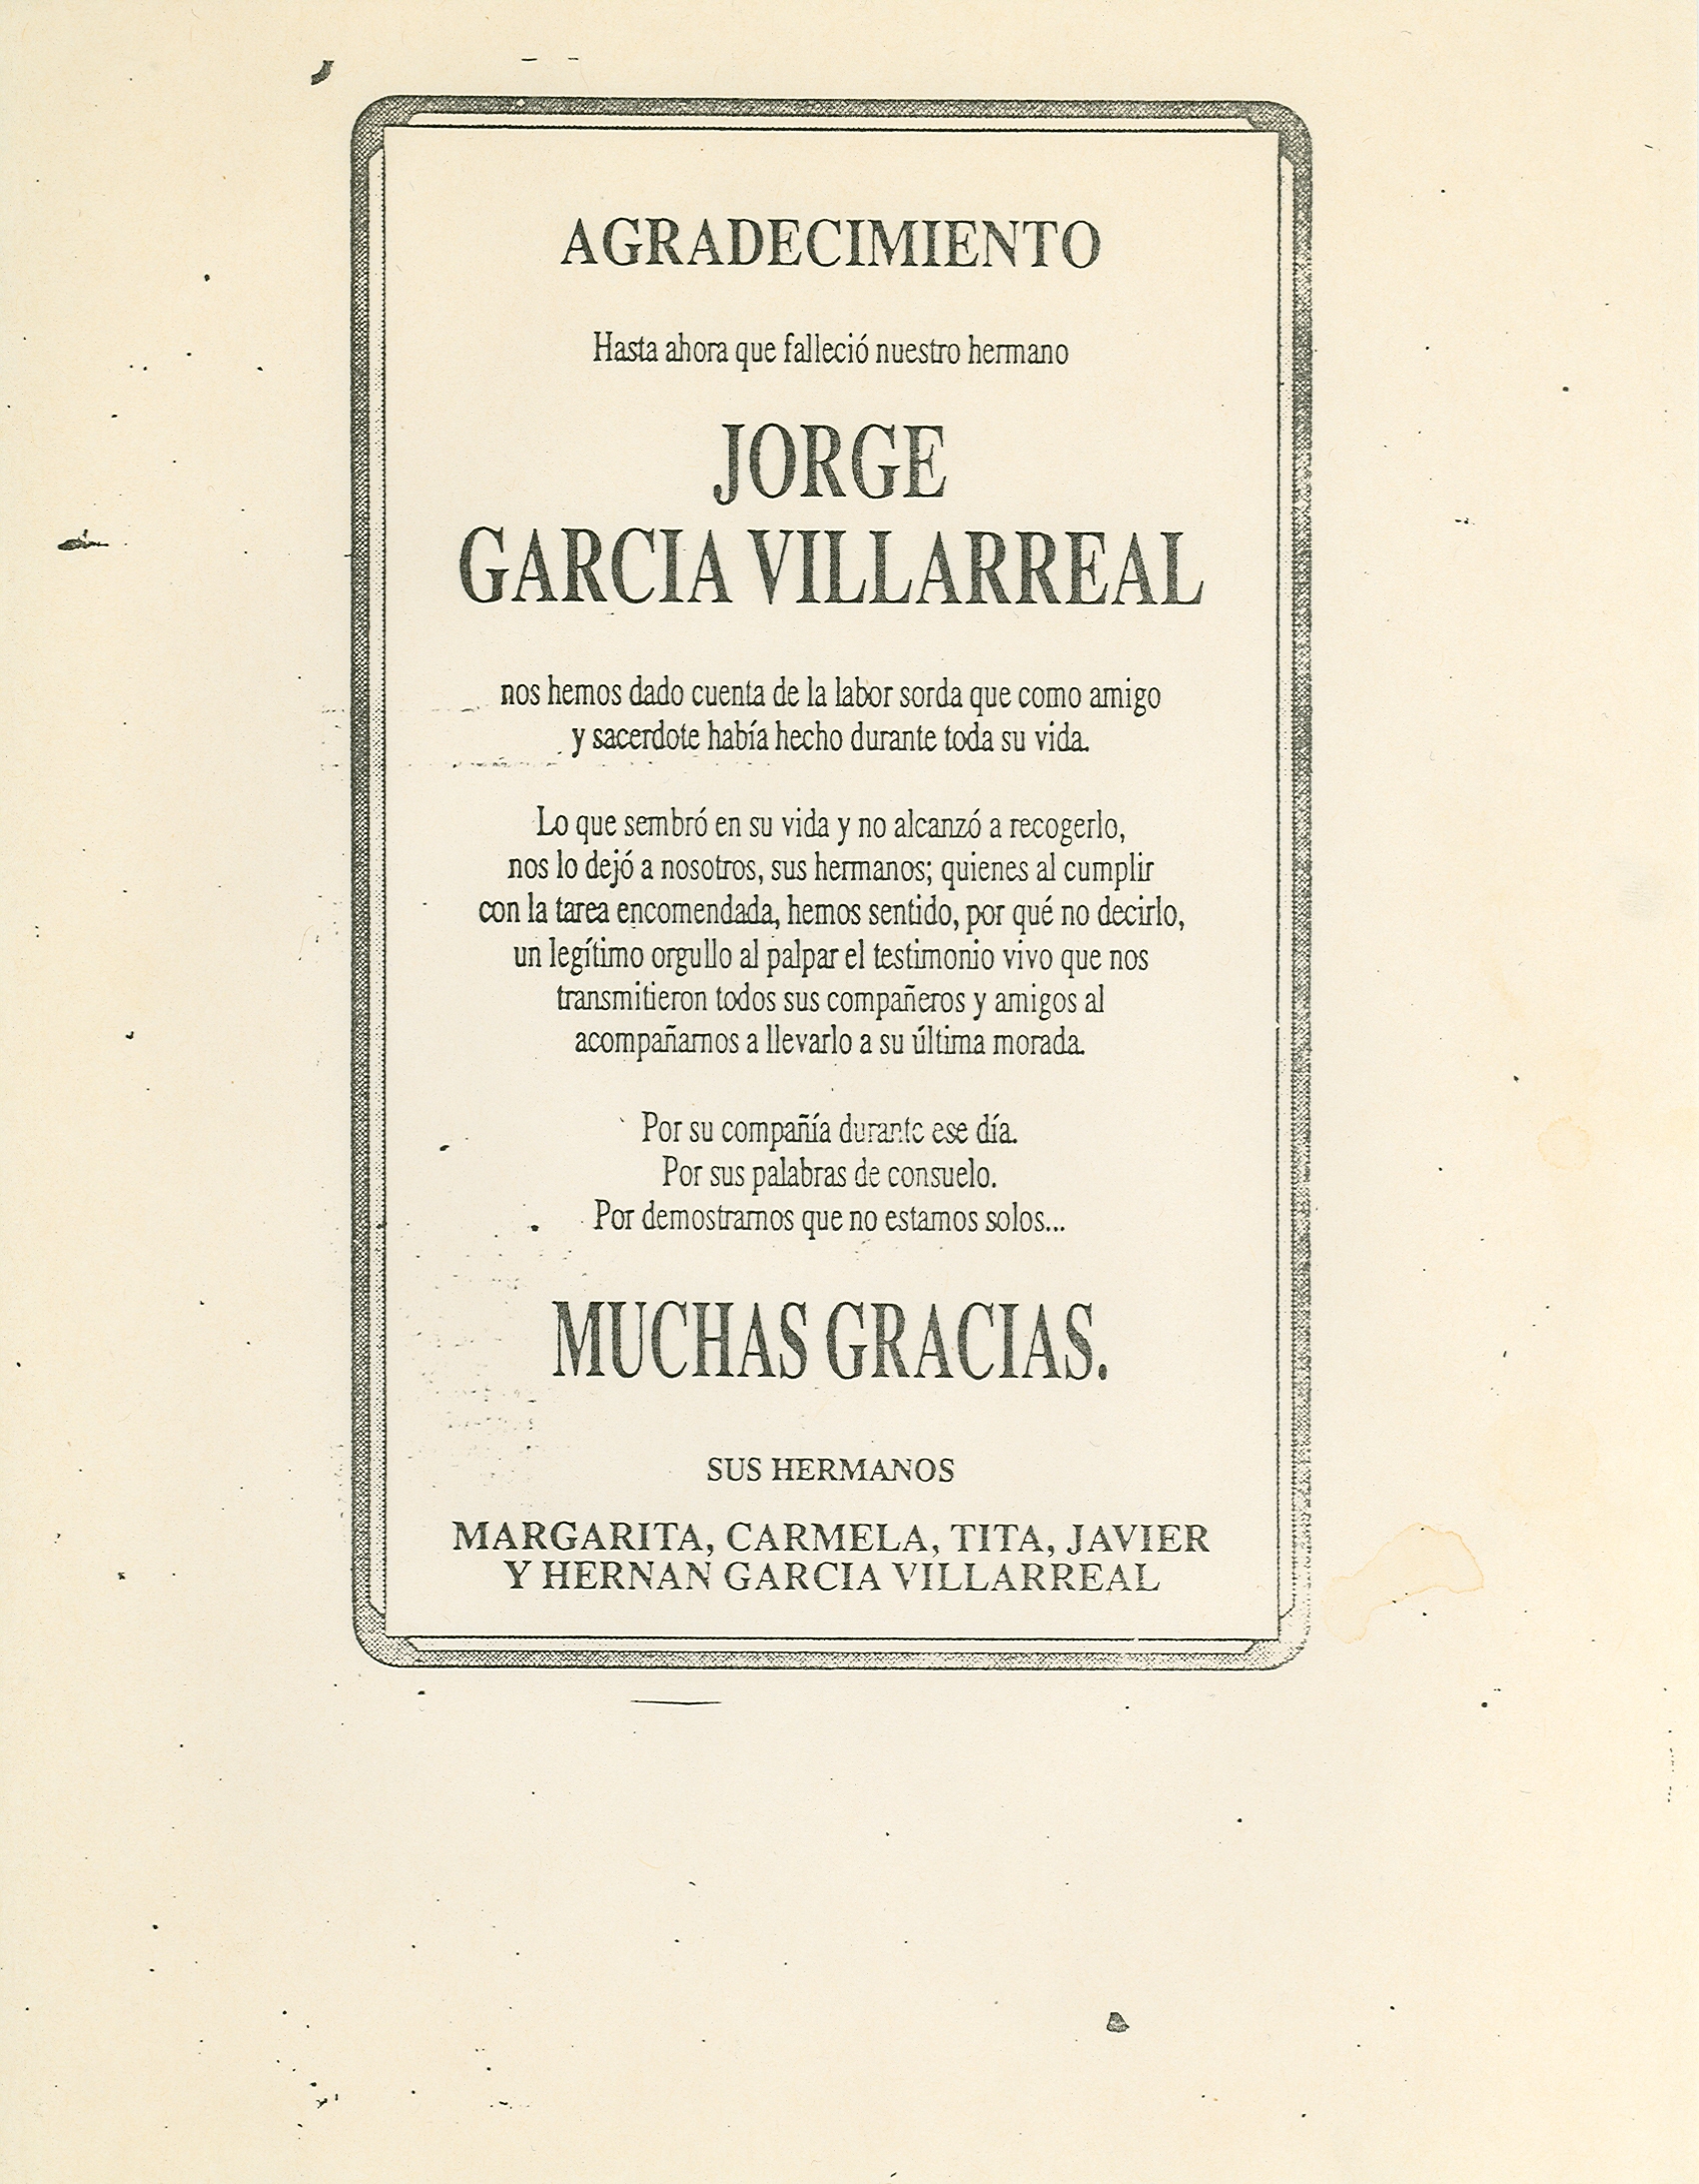 AGRADECIMIENTO
Hasta ahora que falleció nuestro hermano
JORGE
GARCIA VILLARREAL
nos hemos dado cuenta de la labor sorda que como amigo
y sacerdote había hecho durante toda su vida.
Lo que sembró en su vida y no alcanzó a recogerlo,
nos lo dejó a nosotros, sus hermanos; quienes al cumplir
con la tarea encomendada, hemos sentido, por qué no decirlo,
un legítimo orgullo al palpar el testimonio vivo que nos
transmitieron todos sus compañeros y amigos al
acompañarnos a llevarlo a su última morada.
Por su compañía durante ese día.
Por sus palabras de consuelo.
Por demostrarnos que no estamos solos...
MUCHAS GRACIAS.
SUS HERMANOS
MARGARITA, CARMELA, TITA, JAVIER
Y HERNAN GARCIA VILLARREAL